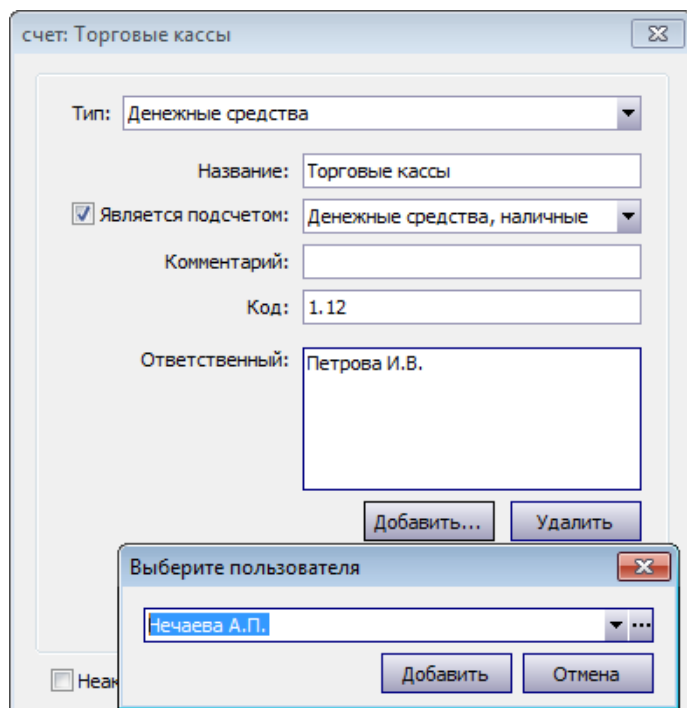 счет: Торговые кассы
Тип: Денежные средства
Название: Торговые кассы
Является подсчетом: Денежные средства, наличные
Комментарий:
Код: 1.12
Ответственный: Петрова И.В.
Добавить... Удалить
Выберите пользователя
Нечаева А.П.
Добавить Отмена